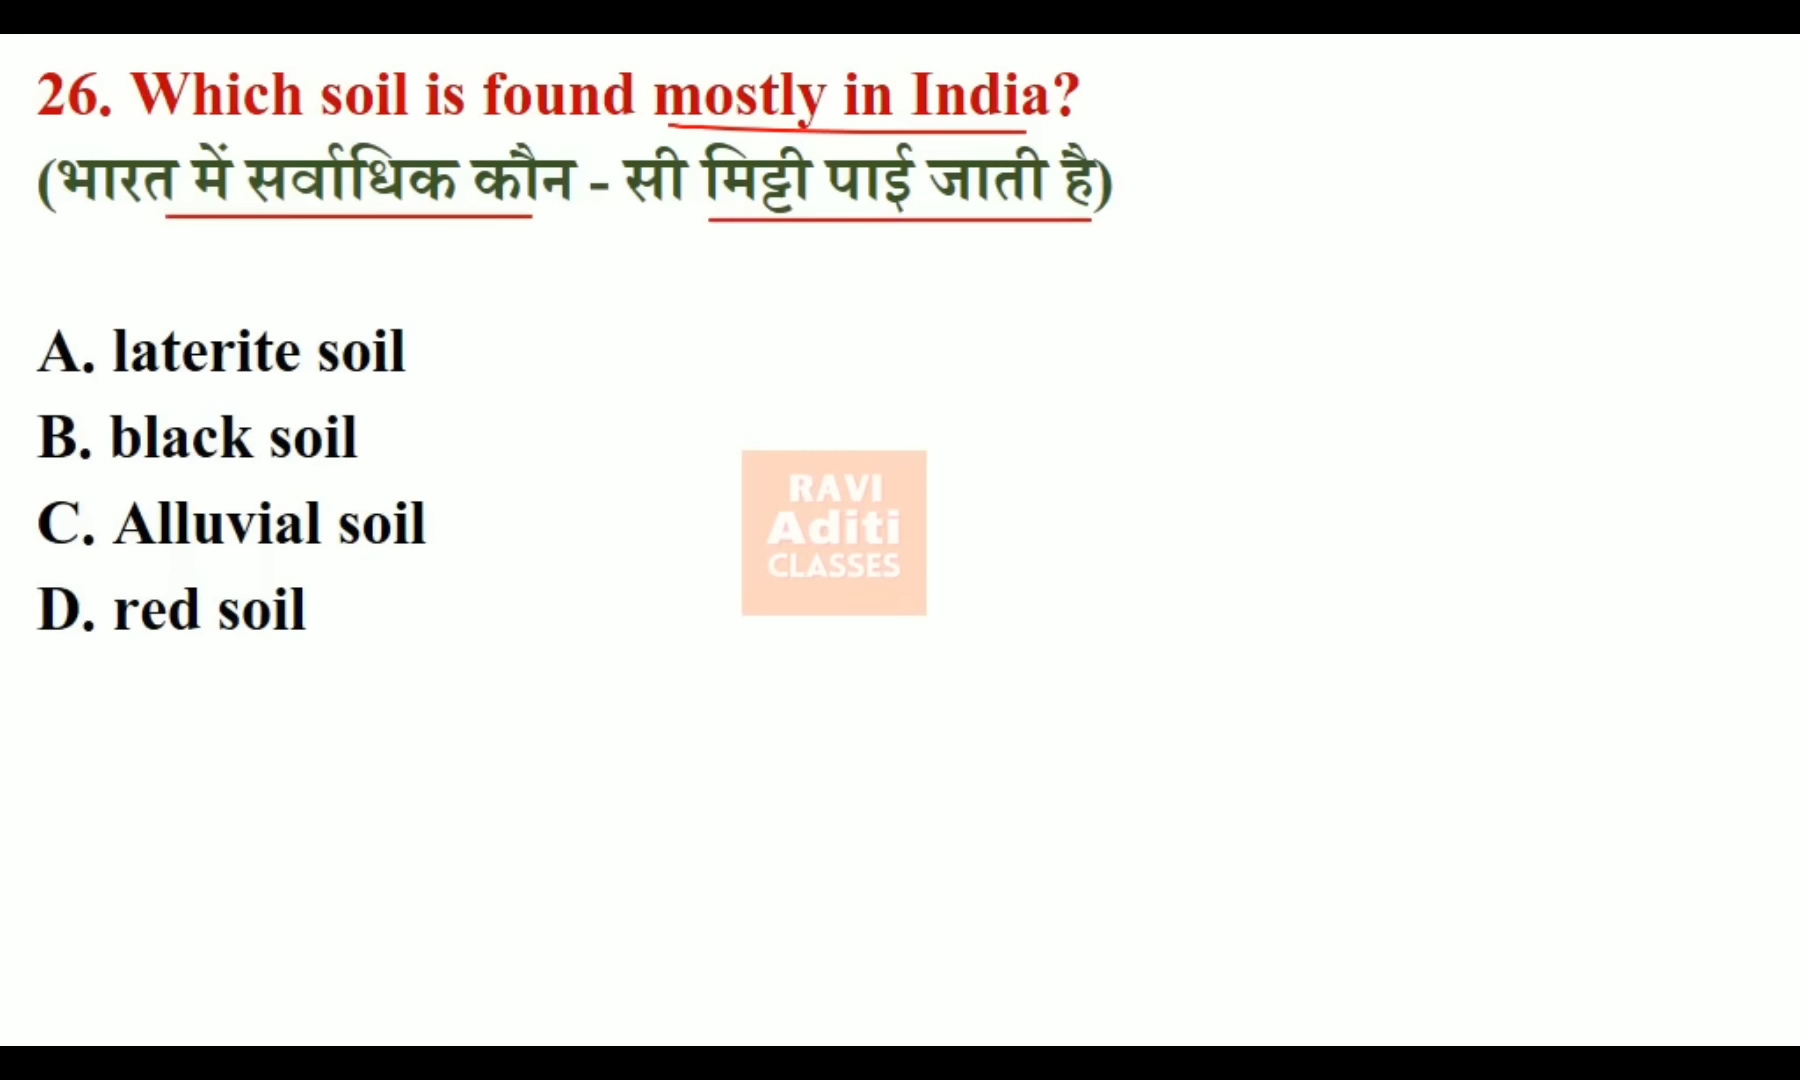 26. Which soil is found mostly in India?
(भारत में सर्वाधिक कौन - सी मिट्टी पाई जाती है)
A. laterite soil
B. black soil
C. Alluvial soil
D. red soil
RAVI
Aditi
CLASSES